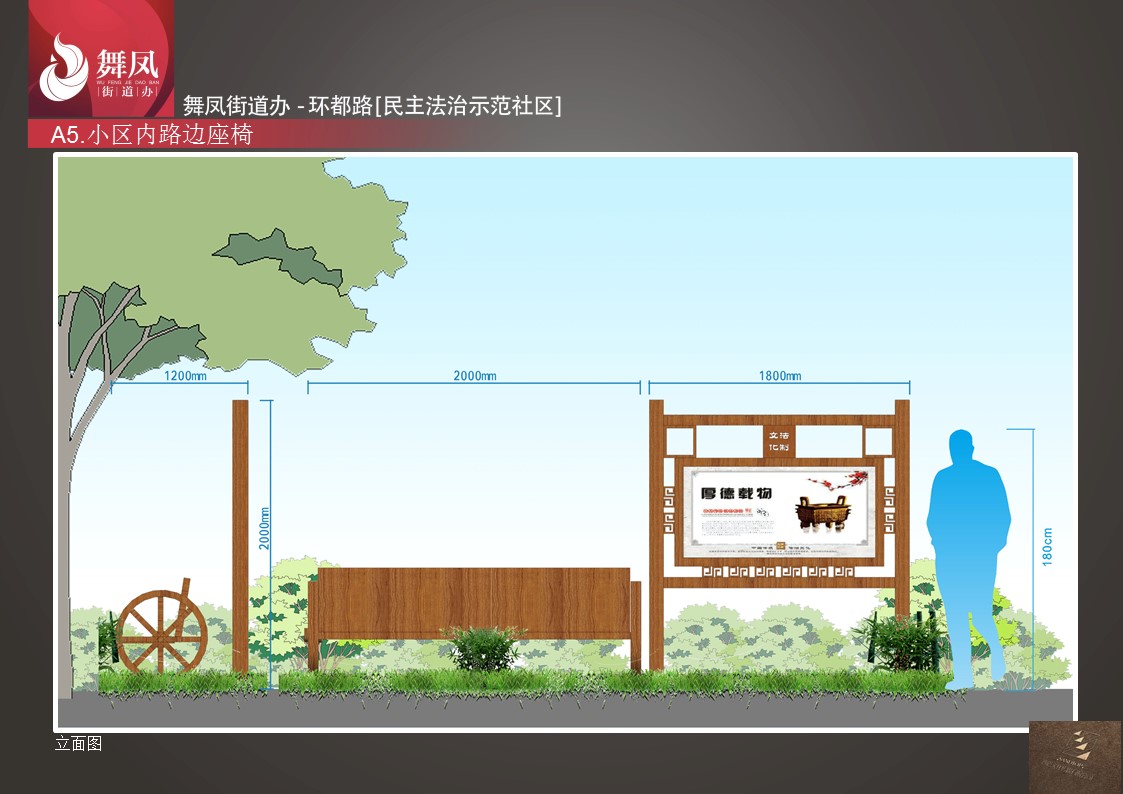 舞凤
WU FENG JIE DAO BAN
街道办
舞凤街道办 - 环都路[民主法治示范社区]
A5.小区内路边座椅
1200mm
2000mm
1800mm
2000mm
180cm
文法
化制
厚德载物
立面图